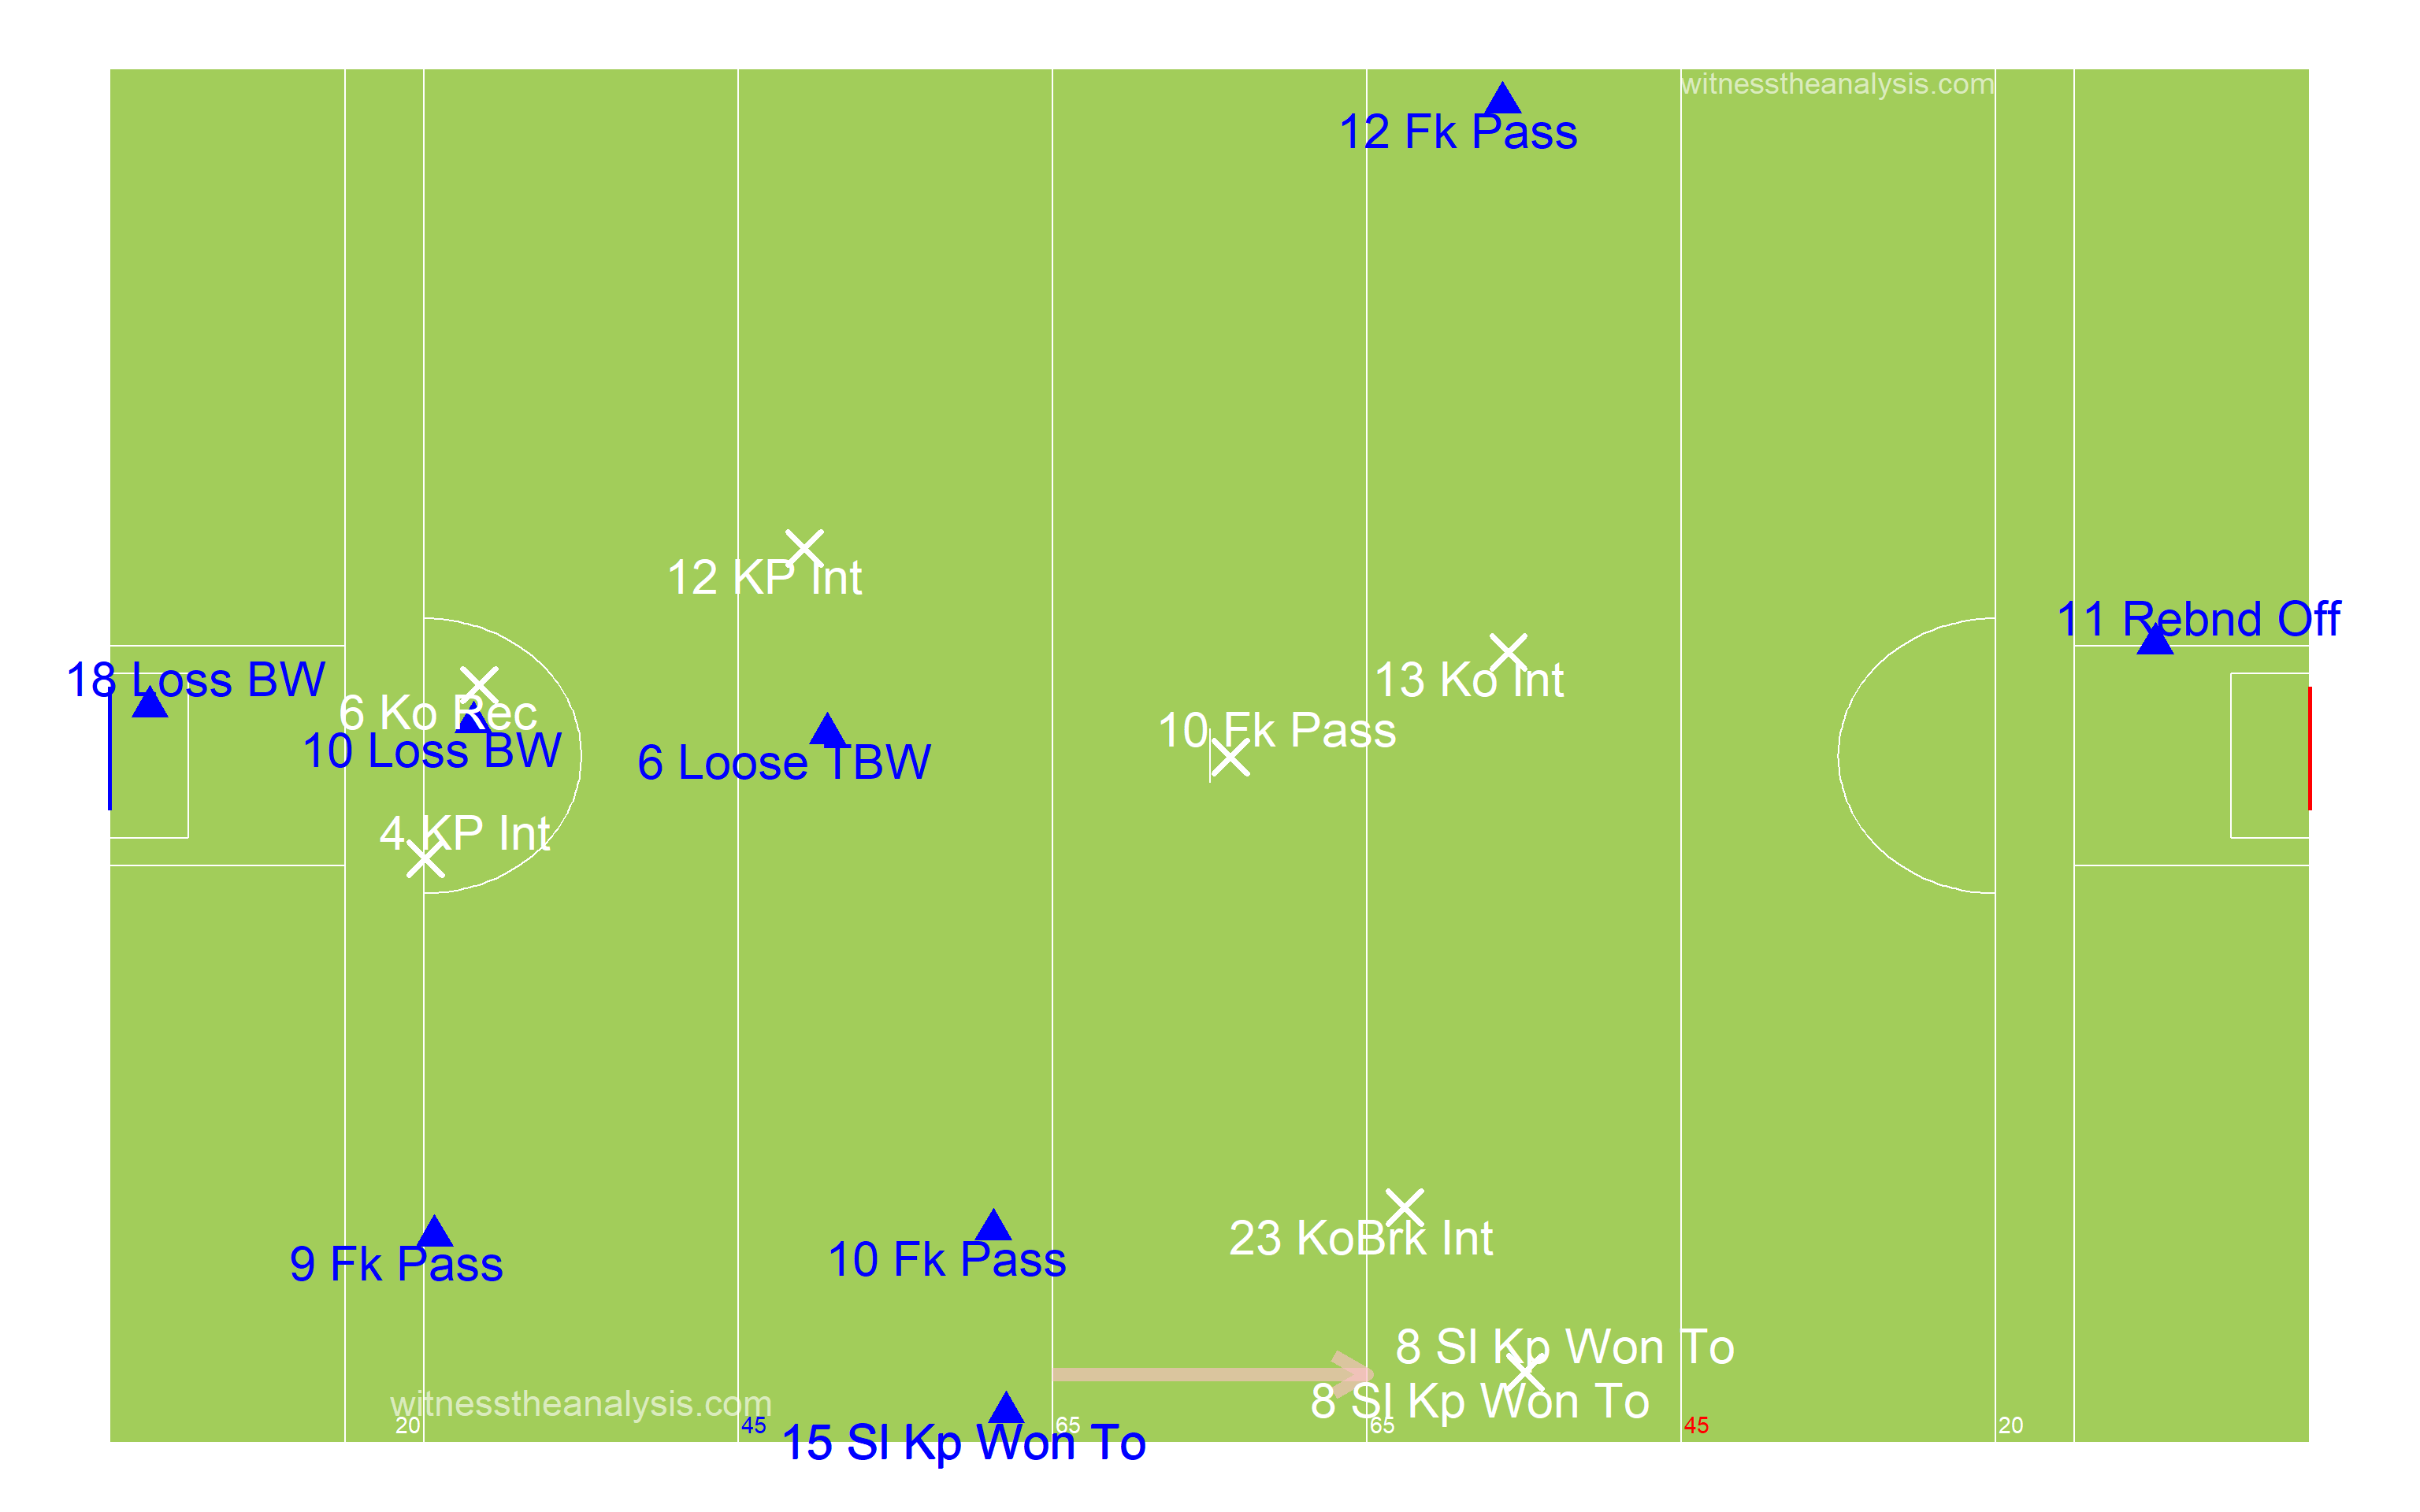 witnesstheanalysis.com
12 Fk Pass
12 KP Int
11 Rebnd Off
18 Loss BW
13 Ko Int
6 Ko Rec
10 Fk Pass
10 Loss BW
6 Loose TBW
4 KP Int
23 KoBrk Int
9 Fk Pass
10 Fk Pass
8 Sl Kp Won To
witnesstheanalysis.com
8 Sl Kp Won To
20
45
65
65
45
20
15 Sl Kp Won To